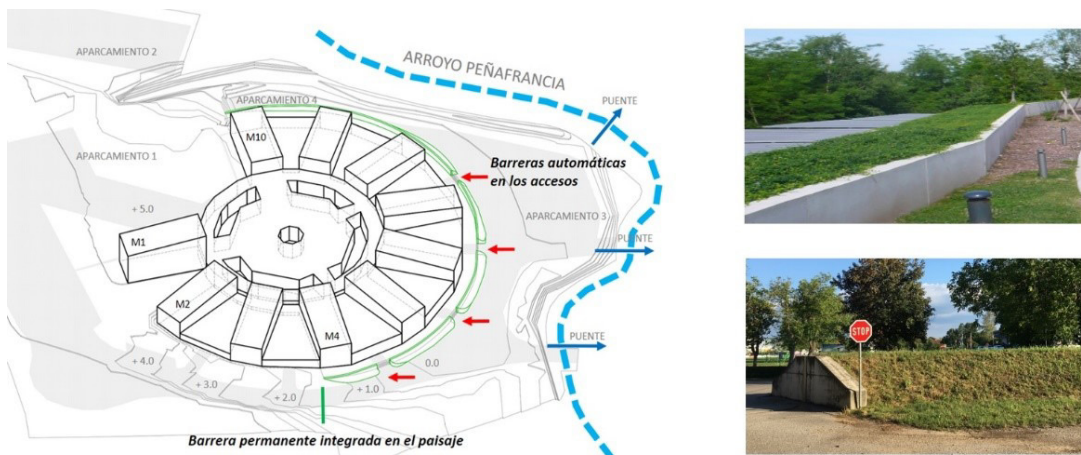 APARCAMIENTO 2
ARROYO PEÑAFRANCIA
APARCAMIENTO 4
PUENTE
M10
APARCAMIENTO 1
Barreras automáticas
en los accesos
+ 5.0
APARCAMIENTO 3
M1
PUENTE
M2
M4
PUENTE
+ 4.0
0.0
+ 3.0
+ 1.0
+ 2.0
Barrera permanente integrada en el paisaje
STOP